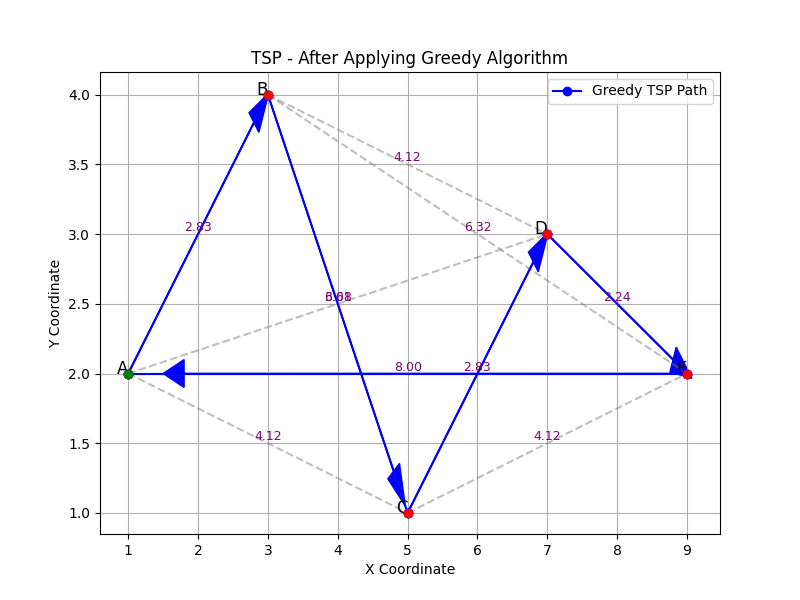 TSP - After Applying Greedy Algorithm
Greedy TSP Path
Y Coordinate
4.0
3.5
3.0
2.5
2.0
1.5
1.0
B
4.12
2.83
6.32
D
2.24
A
8.00
2.83
E
4.12
4.12
C
1
2
3
4
5
6
7
8
9
X Coordinate